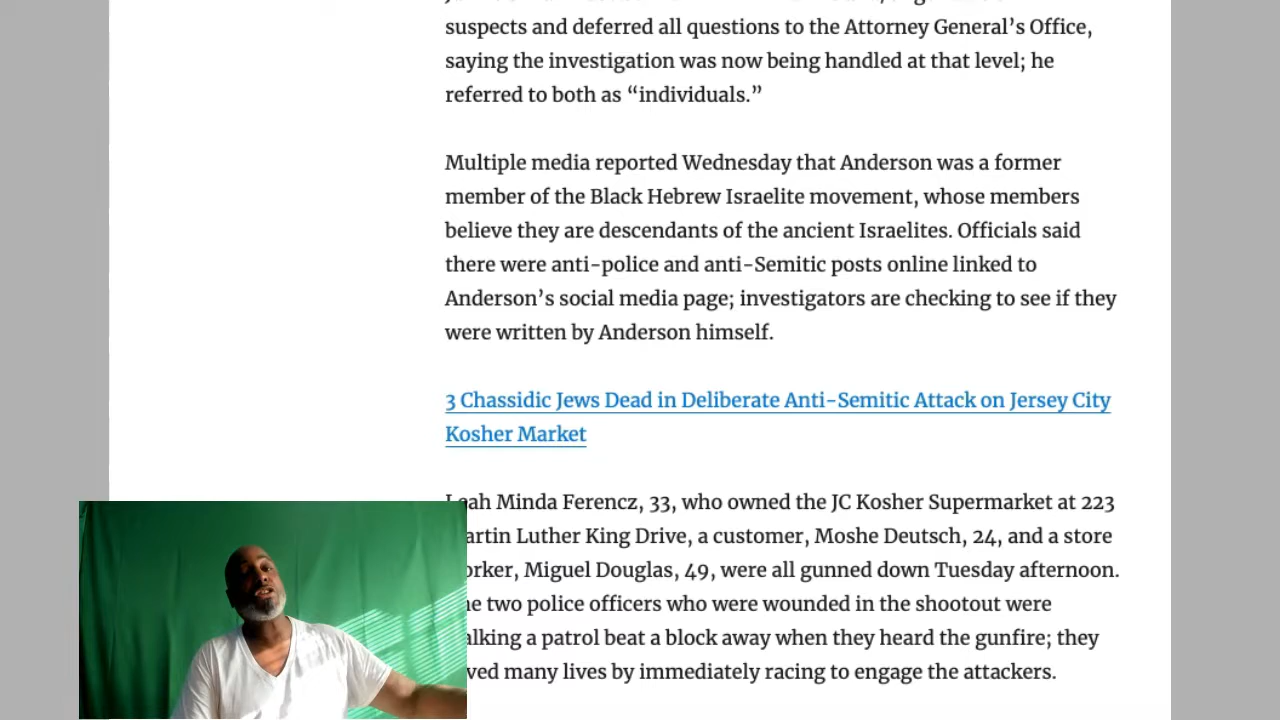 suspects and deferred all questions to the Attorney General’s Office,
saying the investigation was now being handled at that level; he
referred to both as “individuals.”
Multiple media reported Wednesday that Anderson was a former
member of the Black Hebrew Israelite movement, whose members
believe they are descendants of the ancient Israelites. Officials said
there were anti-police and anti-Semitic posts online linked to
Anderson’s social media page; investigators are checking to see if they
were written by Anderson himself.
3 Chassidic Jews Dead in Deliberate Anti-Semitic Attack on Jersey City
Kosher Market
Leah Minda Ferencz, 33, who owned the JC Kosher Supermarket at 223
artin Luther King Drive, a customer, Moshe Deutsch, 24, and a store
orker, Miguel Douglas, 49, were all gunned down Tuesday afternoon.
e two police officers who were wounded in the shootout were
alking a patrol beat a block away when they heard the gunfire; they
ved many lives by immediately racing to engage the attackers.